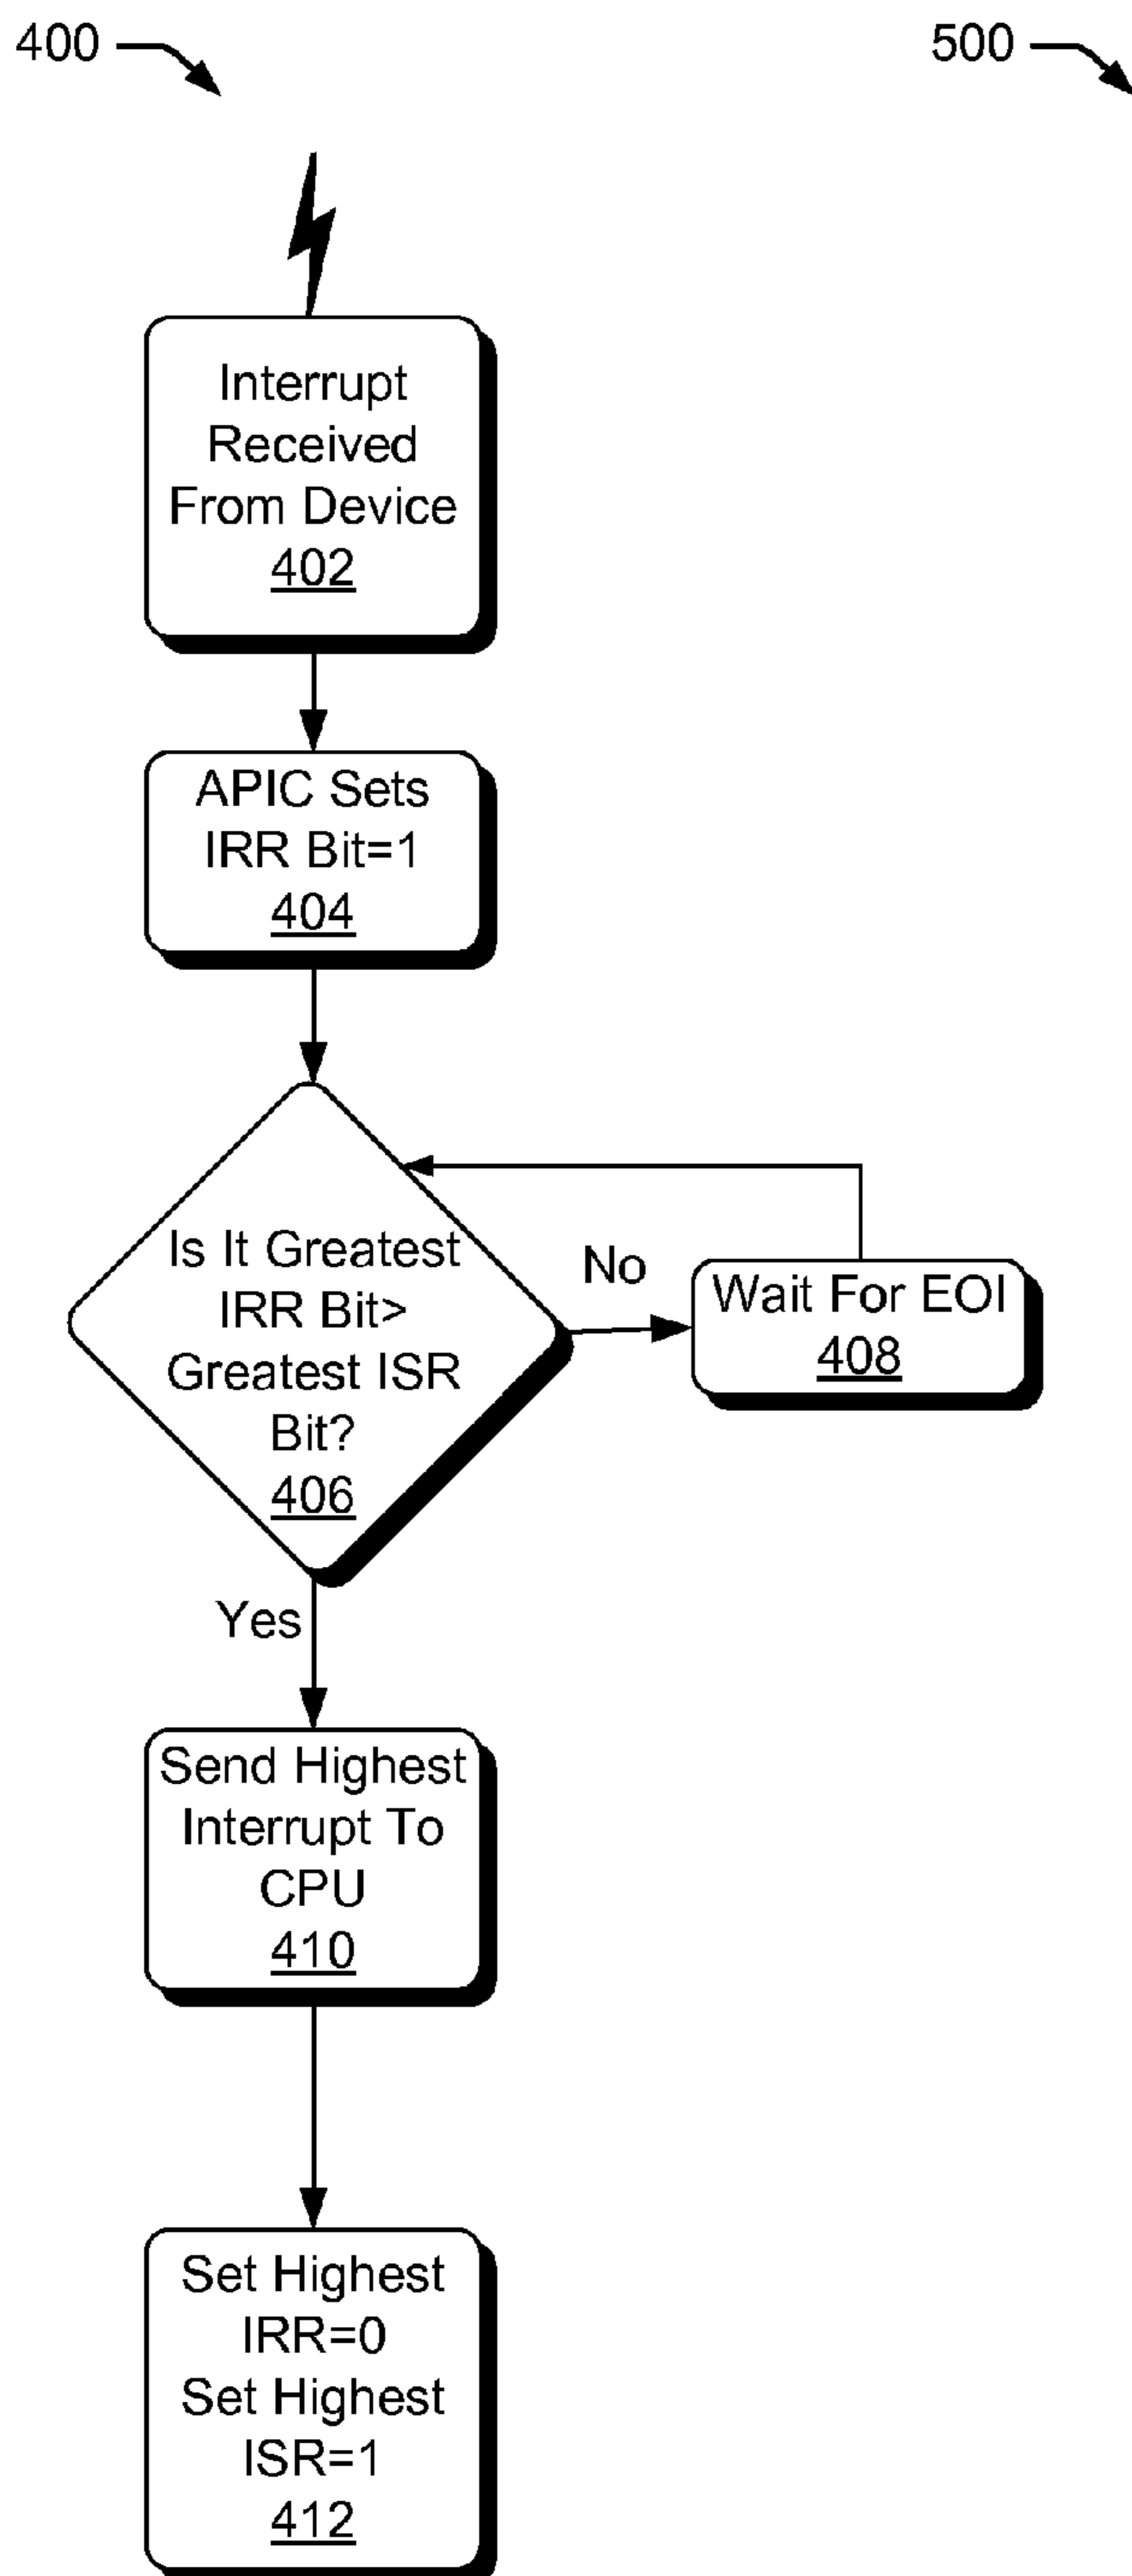 400
500
Interrupt
Received
From Device
402
APIC Sets
IRR Bit=1
404
Is It Greatest
IRR Bit>
Greatest ISR
Bit?
406
No
Wait For EOI
408
Yes
Send Highest
Interrupt To
CPU
410
Set Highest
IRR=0
Set Highest
ISR=1
412